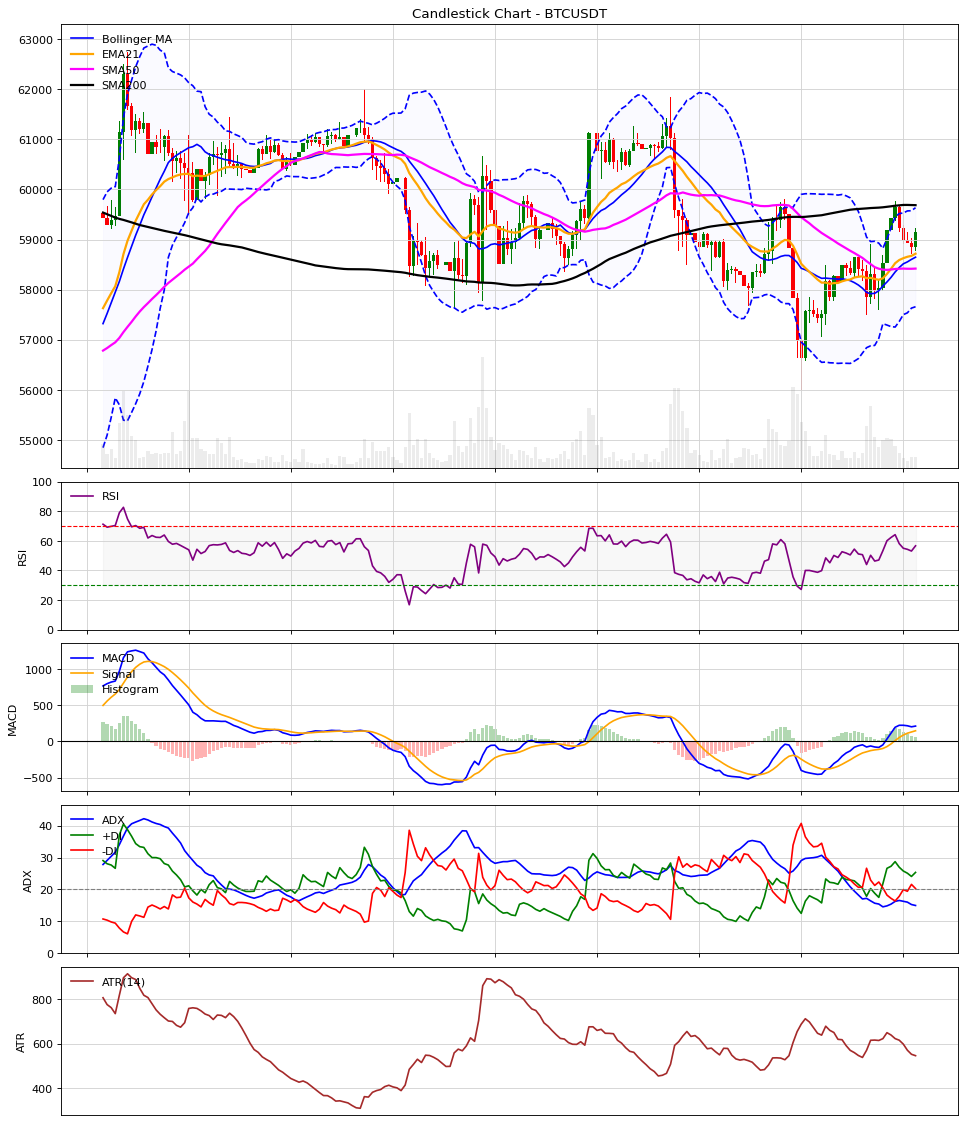 Candlestick Chart - BTCUSDT
63000
62000
61000
60000
59000
58000
57000
56000
55000
Bollinger MA
EMA21
SMA50
SMA200
100
80
60
40
20
0
RSI
RSI
1000
500
0
−500
MACD
MACD
Signal
Histogram
40
30
20
10
0
ADX
ADX
+DI
-DI
800
600
400
ATR
ATR(14)